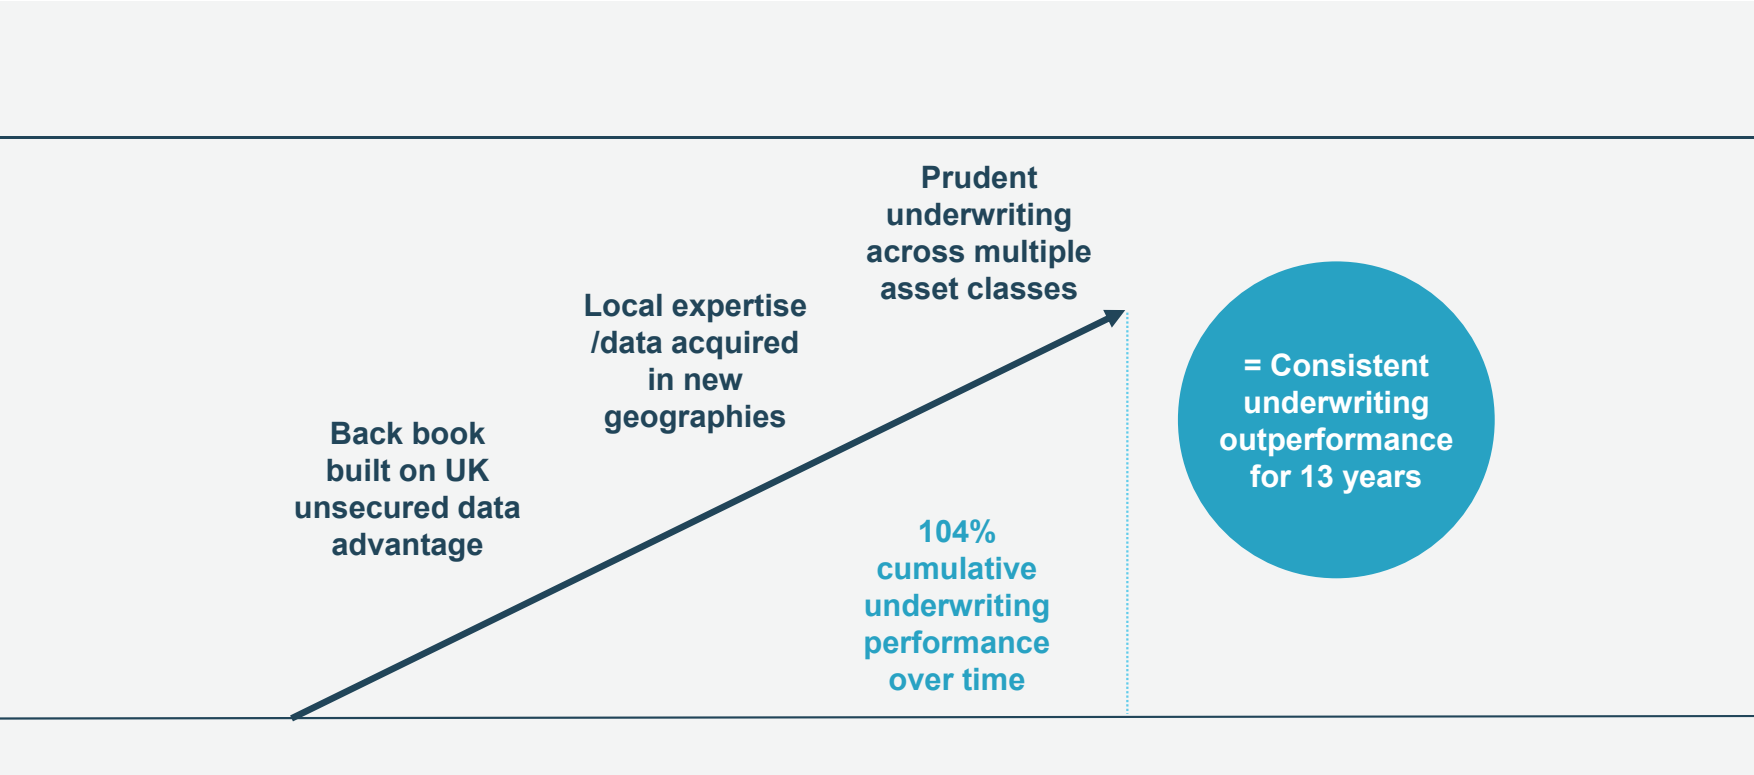 Back book
built on UK
unsecured data
advantage
Local expertise
/data acquired
in new
geographies
Prudent
underwriting
across multiple
asset classes
104%
cumulative
underwriting
performance
over time
= Consistent
underwriting
outperformance
for 13 years